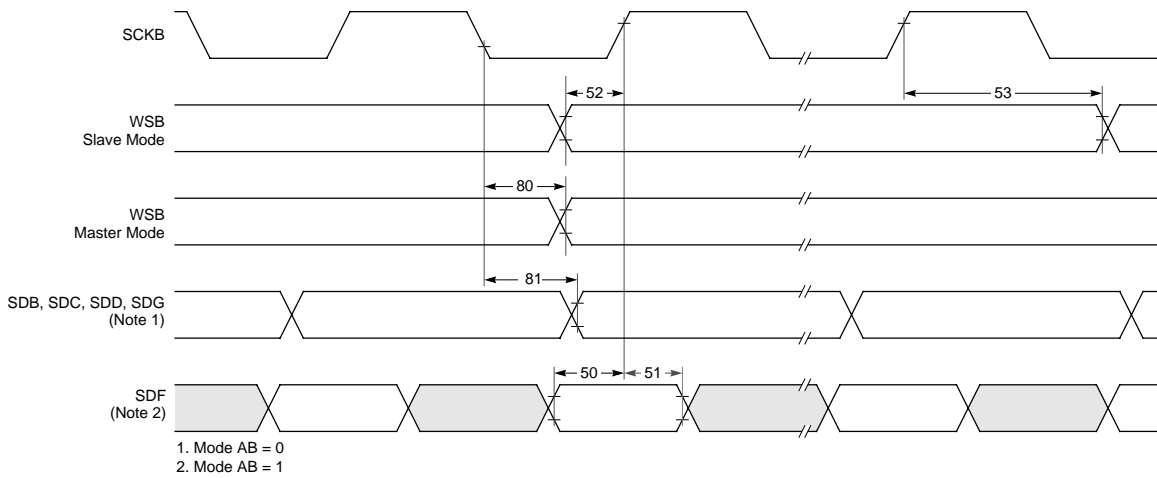 SCKB
52
53
WSB
Slave Mode
80
WSB
Master Mode
81
SDB, SDC, SDD, SDG
(Note 1)
50
51
SDF
(Note 2)
1. Mode AB = 0
2. Mode AB = 1